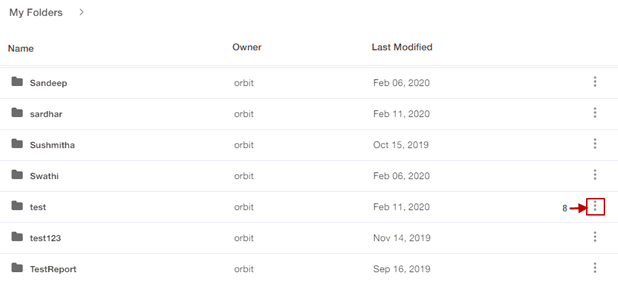 My Folders >
Name Owner Last Modified
Sandeep orbit Feb 06, 2020
sardhar orbit Feb 11, 2020
Sushmitha orbit Oct 15, 2019
Swathi orbit Feb 06, 2020
test orbit Feb 11, 2020 8
test123 orbit Nov 14, 2019
TestReport orbit Sep 16, 2019